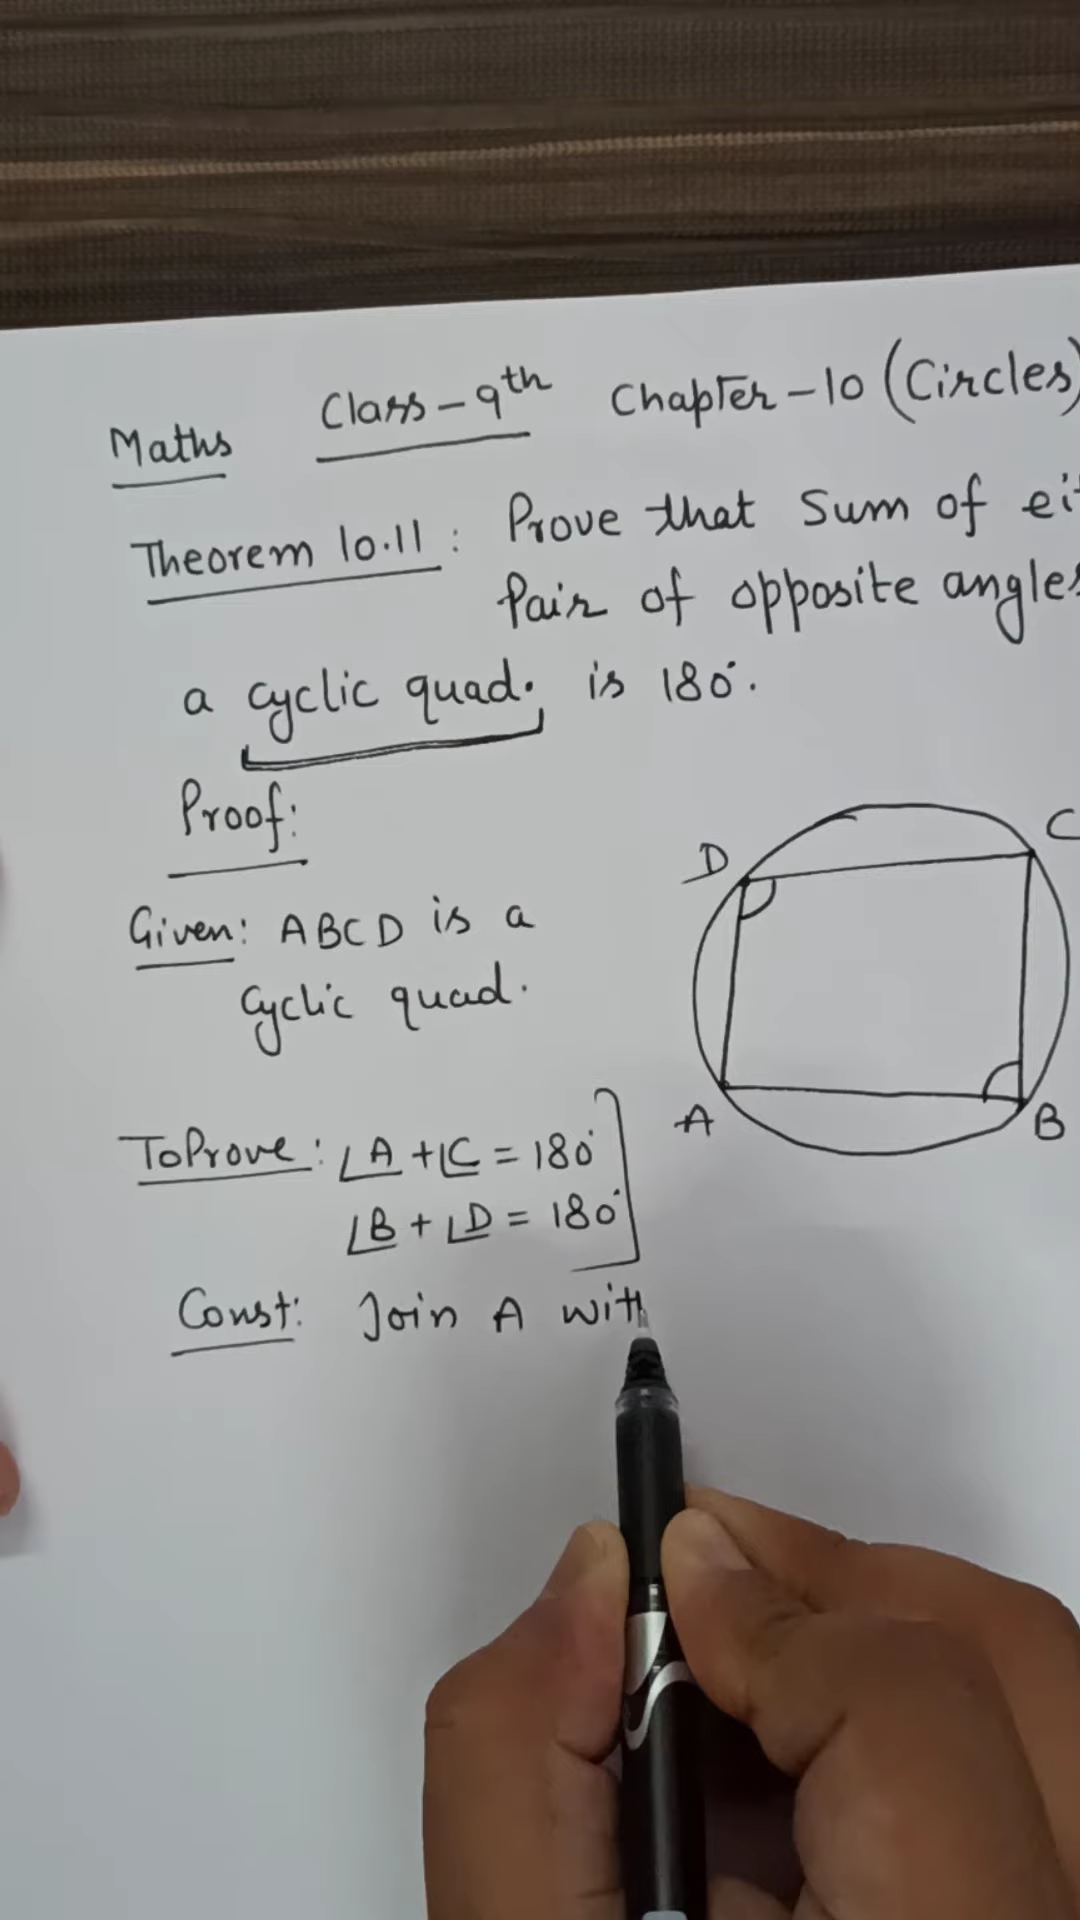 Maths Class-9th Chapter-10 (Circles)
Theorem 10.11: Prove that Sum of
Pair of opposite angles
a cyclic quad. is 180°.
Proof:
Given: ABCD is a
cyclic quad.
To Prove: ∠A + ∠C = 180°
∠B + ∠D = 180°
Const: Join A with
D
C
A
B